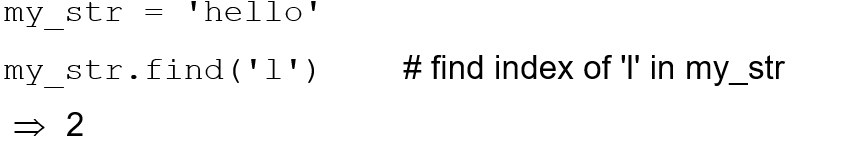 my_str = 'hello'
my_str.find('l') # find index of 'l' in my_str
⇒ 2